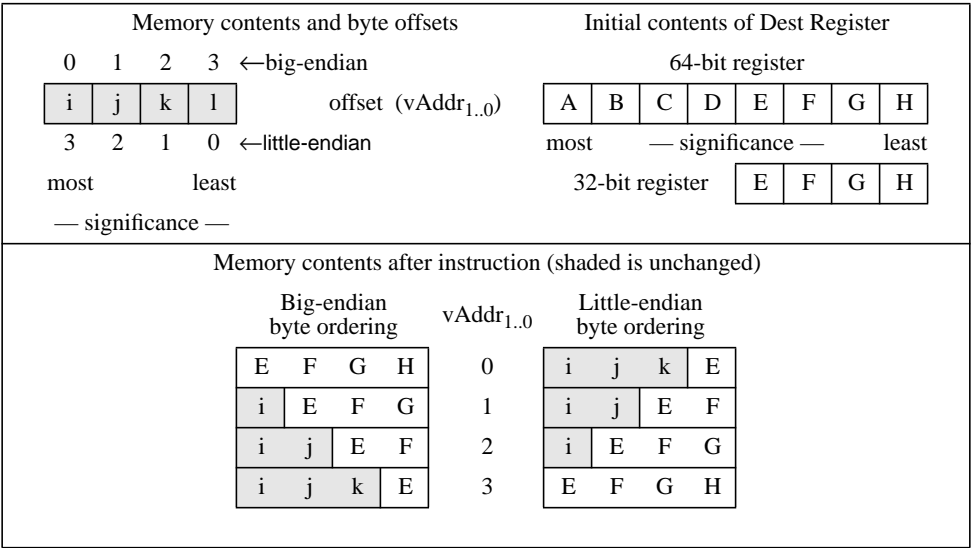 Memory contents and byte offsets
0 1 2 3 ←big-endian
i j k l offset (vAddr1..0)
3 2 1 0 ←little-endian
most least
— significance —
Initial contents of Dest Register
64-bit register
A B C D E F G H
most — significance — least
32-bit register E F G H
Memory contents after instruction (shaded is unchanged)
Big-endian
byte ordering
vAddr1..0
Little-endian
byte ordering
E F G H 0 i j k E
i E F G 1 i j E F
i j E F 2 i E F G
i j k E 3 E F G H